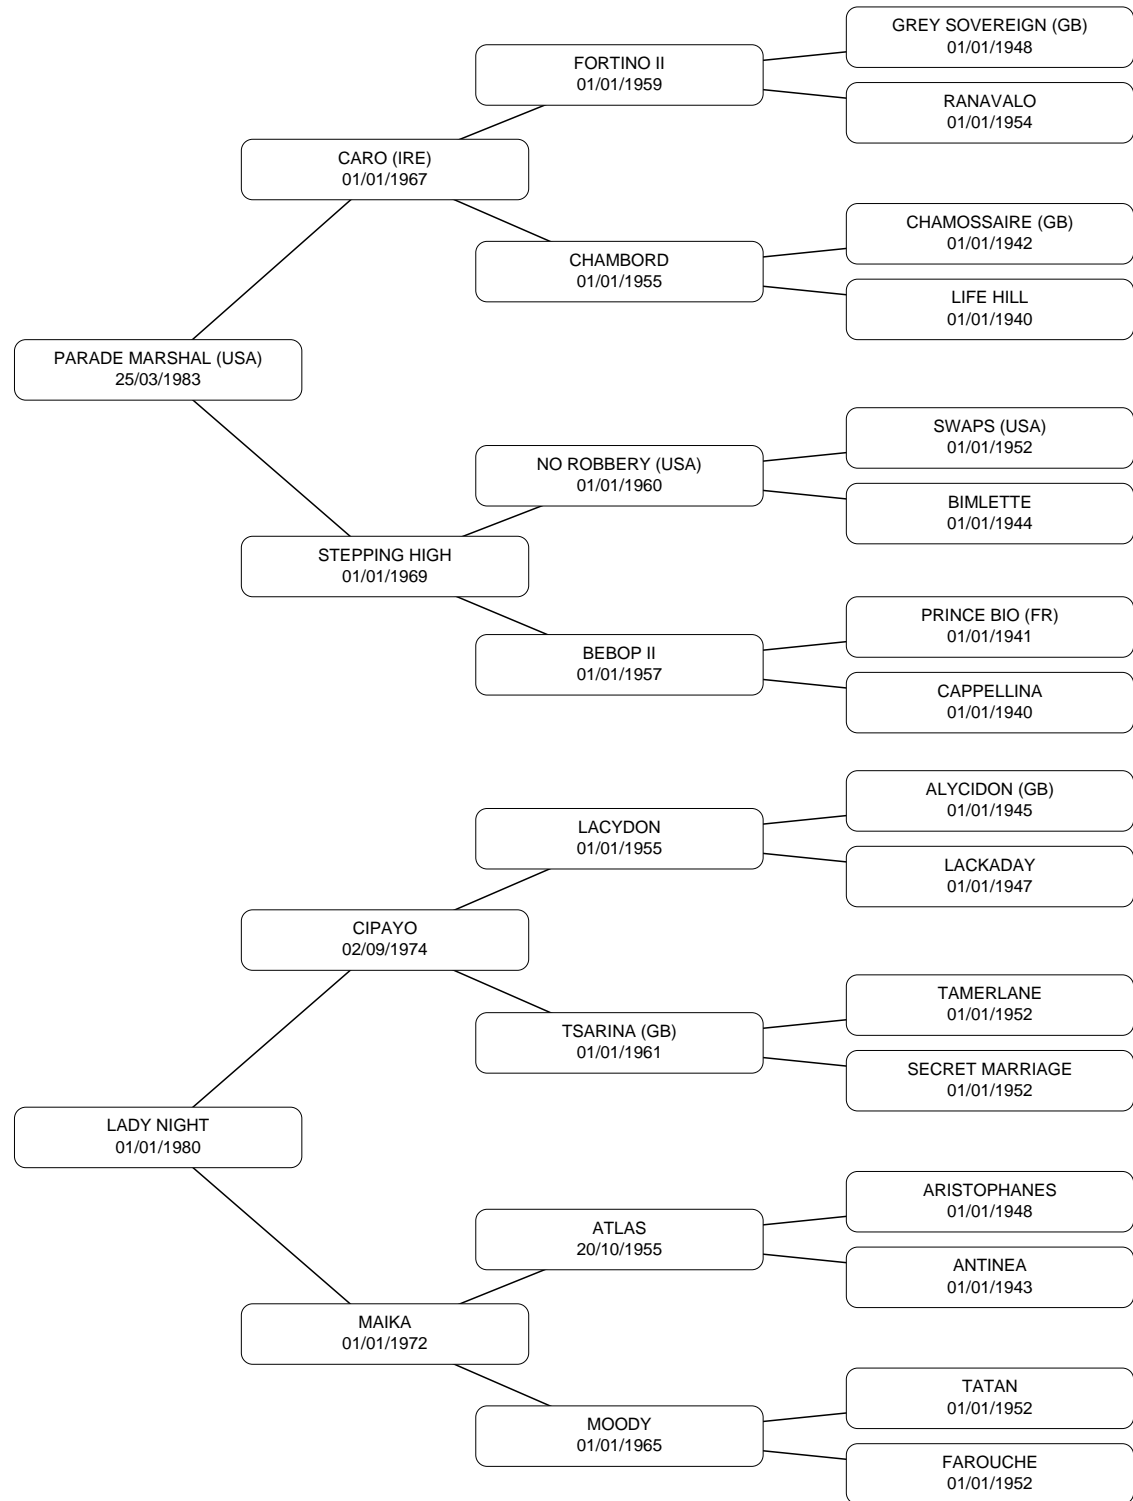 GREY SOVEREIGN (GB)
01/01/1948
FORTINO II
01/01/1959
RANAVALO
01/01/1954
CARO (IRE)
01/01/1967
CHAMOSSAIRE (GB)
01/01/1942
CHAMBORD
01/01/1955
LIFE HILL
01/01/1940
PARADE MARSHAL (USA)
25/03/1983
SWAPS (USA)
01/01/1952
NO ROBBERY (USA)
01/01/1960
BIMLETTE
01/01/1944
STEPPING HIGH
01/01/1969
PRINCE BIO (FR)
01/01/1941
BEBOP II
01/01/1957
CAPPELLINA
01/01/1940
ALYCIDON (GB)
01/01/1945
LACYDON
01/01/1955
LACKADAY
01/01/1947
CIPAYO
02/09/1974
TAMERLANE
01/01/1952
TSARINA (GB)
01/01/1961
SECRET MARRIAGE
01/01/1952
LADY NIGHT
01/01/1980
ARISTOPHANES
01/01/1948
ATLAS
20/10/1955
ANTINEA
01/01/1943
MAIKA
01/01/1972
TATAN
01/01/1952
MOODY
01/01/1965
FAROUCHE
01/01/1952